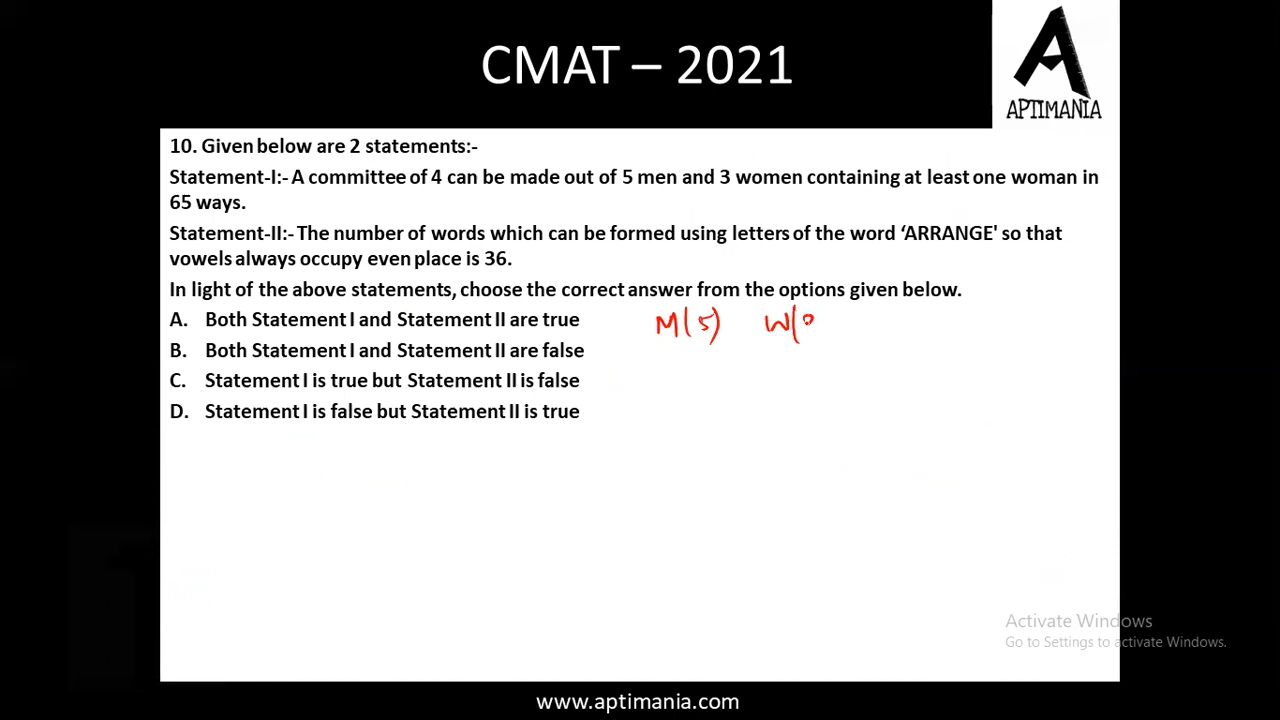 CMAT – 2021
APTIMANIA
10. Given below are 2 statements:-
Statement-I:- A committee of 4 can be made out of 5 men and 3 women containing at least one woman in
65 ways.
Statement-II:- The number of words which can be formed using letters of the word ‘ARRANGE' so that
vowels always occupy even place is 36.
In light of the above statements, choose the correct answer from the options given below.
A. Both Statement I and Statement II are true
M(5) W(
B. Both Statement I and Statement II are false
C. Statement I is true but Statement II is false
D. Statement I is false but Statement II is true
Activate Windows
Go to Settings to activate Windows.
www.aptimania.com